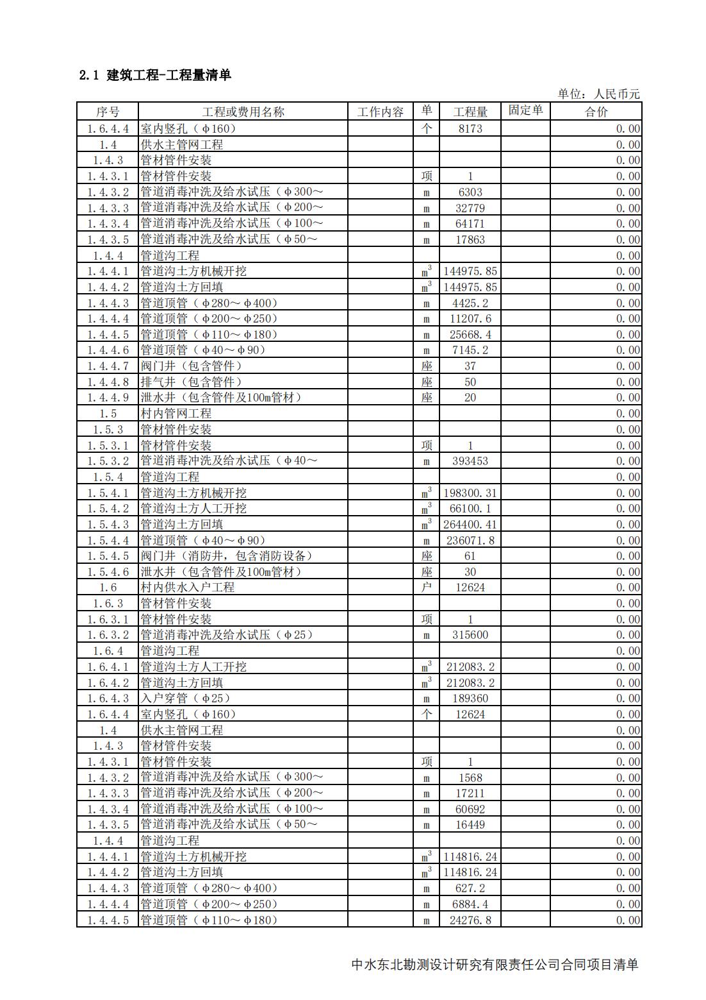 2.1 建筑工程-工程量清单
单位：人民币元
序号 工程或费用名称 工作内容 单 工程量 固定单 合价
1.6.4.4 室内竖孔（φ160） 个 8173 0.00
1.4 供水主管网工程 0.00
1.4.3 管材管件安装 0.00
1.4.3.1 管材管件安装 项 1 0.00
1.4.3.2 管道消毒冲洗及给水试压（φ300～ m 6303 0.00
1.4.3.3 管道消毒冲洗及给水试压（φ200～ m 32779 0.00
1.4.3.4 管道消毒冲洗及给水试压（φ100～ m 64171 0.00
1.4.3.5 管道消毒冲洗及给水试压（φ50～ m 17863 0.00
1.4.4 管道沟工程 0.00
1.4.4.1 管道沟土方机械开挖 m³ 144975.85 0.00
1.4.4.2 管道沟土方回填 m³ 144975.85 0.00
1.4.4.3 管道顶管（φ280～φ400） m 4425.2 0.00
1.4.4.4 管道顶管（φ200～φ250） m 11207.6 0.00
1.4.4.5 管道顶管（φ110～φ180） m 25668.4 0.00
1.4.4.6 管道顶管（φ40～φ90） m 7145.2 0.00
1.4.4.7 阀门井（包含管件） 座 37 0.00
1.4.4.8 排气井（包含管件） 座 50 0.00
1.4.4.9 泄水井（包含管件及100m管材） 座 20 0.00
1.5 村内管网工程 0.00
1.5.3 管材管件安装 0.00
1.5.3.1 管材管件安装 项 1 0.00
1.5.3.2 管道消毒冲洗及给水试压（φ40～ m 393453 0.00
1.5.4 管道沟工程 0.00
1.5.4.1 管道沟土方机械开挖 m³ 198300.31 0.00
1.5.4.2 管道沟土方人工开挖 m³ 66100.1 0.00
1.5.4.3 管道沟土方回填 m³ 264400.41 0.00
1.5.4.4 管道顶管（φ40～φ90） m 236071.8 0.00
1.5.4.5 阀门井（消防井，包含消防设备） 座 61 0.00
1.5.4.6 泄水井（包含管件及100m管材） 座 30 0.00
1.6 村内供水入户工程 户 12624 0.00
1.6.3 管材管件安装 0.00
1.6.3.1 管材管件安装 项 1 0.00
1.6.3.2 管道消毒冲洗及给水试压（φ25） m 315600 0.00
1.6.4 管道沟工程 0.00
1.6.4.1 管道沟土方人工开挖 m³ 212083.2 0.00
1.6.4.2 管道沟土方回填 m³ 212083.2 0.00
1.6.4.3 入户穿管（φ25） m 189360 0.00
1.6.4.4 室内竖孔（φ160） 个 12624 0.00
1.4 供水主管网工程 0.00
1.4.3 管材管件安装 0.00
1.4.3.1 管材管件安装 项 1 0.00
1.4.3.2 管道消毒冲洗及给水试压（φ300～ m 1568 0.00
1.4.3.3 管道消毒冲洗及给水试压（φ200～ m 17211 0.00
1.4.3.4 管道消毒冲洗及给水试压（φ100～ m 60692 0.00
1.4.3.5 管道消毒冲洗及给水试压（φ50～ m 16449 0.00
1.4.4 管道沟工程 0.00
1.4.4.1 管道沟土方机械开挖 m³ 114816.24 0.00
1.4.4.2 管道沟土方回填 m³ 114816.24 0.00
1.4.4.3 管道顶管（φ280～φ400） m 627.2 0.00
1.4.4.4 管道顶管（φ200～φ250） m 6884.4 0.00
1.4.4.5 管道顶管（φ110～φ180） m 24276.8 0.00
中水东北勘测设计研究有限责任公司合同项目清单